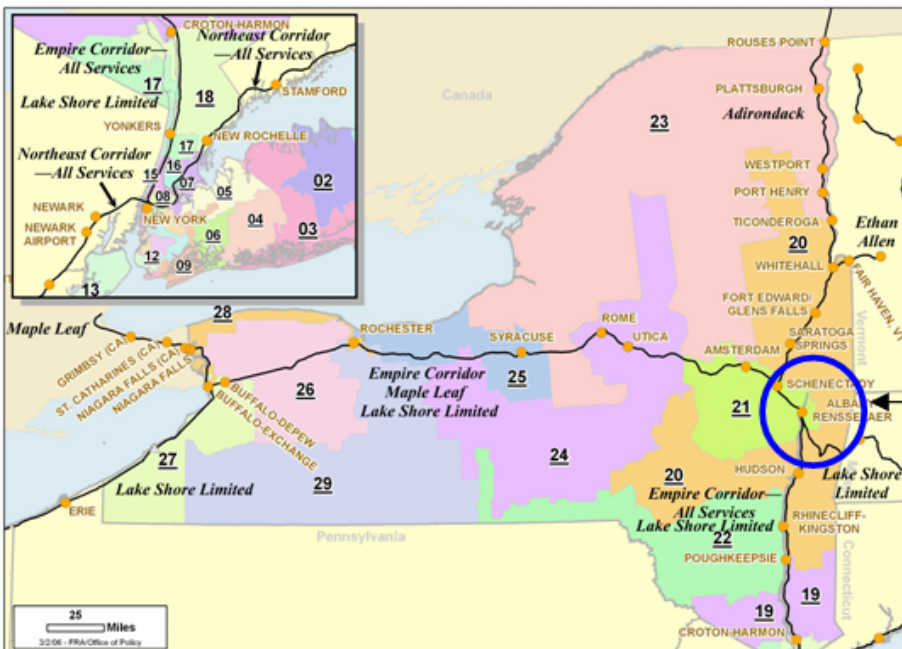 CROTON-HARMON
Empire Corridor—
All Services
Northeast Corridor
—All Services
17
Lake Shore Limited
18
STAMFORD
YONKERS
NEW ROCHELLE
17
Northeast Corridor
—All Services
15
16
07
08
05
02
NEWARK
NEW YORK
NEWARK
AIRPORT
04
06
03
12
09
13
Canada
ROUSES POINT
PLATTSBURGH
Adirondack
23
WESTPORT
PORT HENRY
TICONDEROGA
20
Ethan
Allen
WHITEHALL
FAIR HAVEN, VT
FORT EDWARD/
GLENS FALLS
Vermont
SARATOGA
SPRINGS
28
Maple Leaf
ROCHESTER
ROME
SYRACUSE
UTICA
AMSTERDAM
GRIMSBY (CA)
ST. CATHARINES (CA)
NIAGARA FALLS (CA)
NIAGARA FALLS
SCHENECTADY
Empire Corridor
Maple Leaf
Lake Shore Limited
25
26
BUFFALO-DEPEW
BUFFALO-EXCHANGE
21
ALBANY
RENSSELAER
27
Lake Shore Limited
29
24
HUDSON
Lake Shore
Limited
20
Empire Corridor—
All Services
Lake Shore Limited
ERIE
RHINECLIFF-
KINGSTON
Pennsylvania
22
POUGHKEEPSIE
Connecticut
19
19
CROTON-HARMON
25
Miles
3/2/06 - FRA/Office of Policy